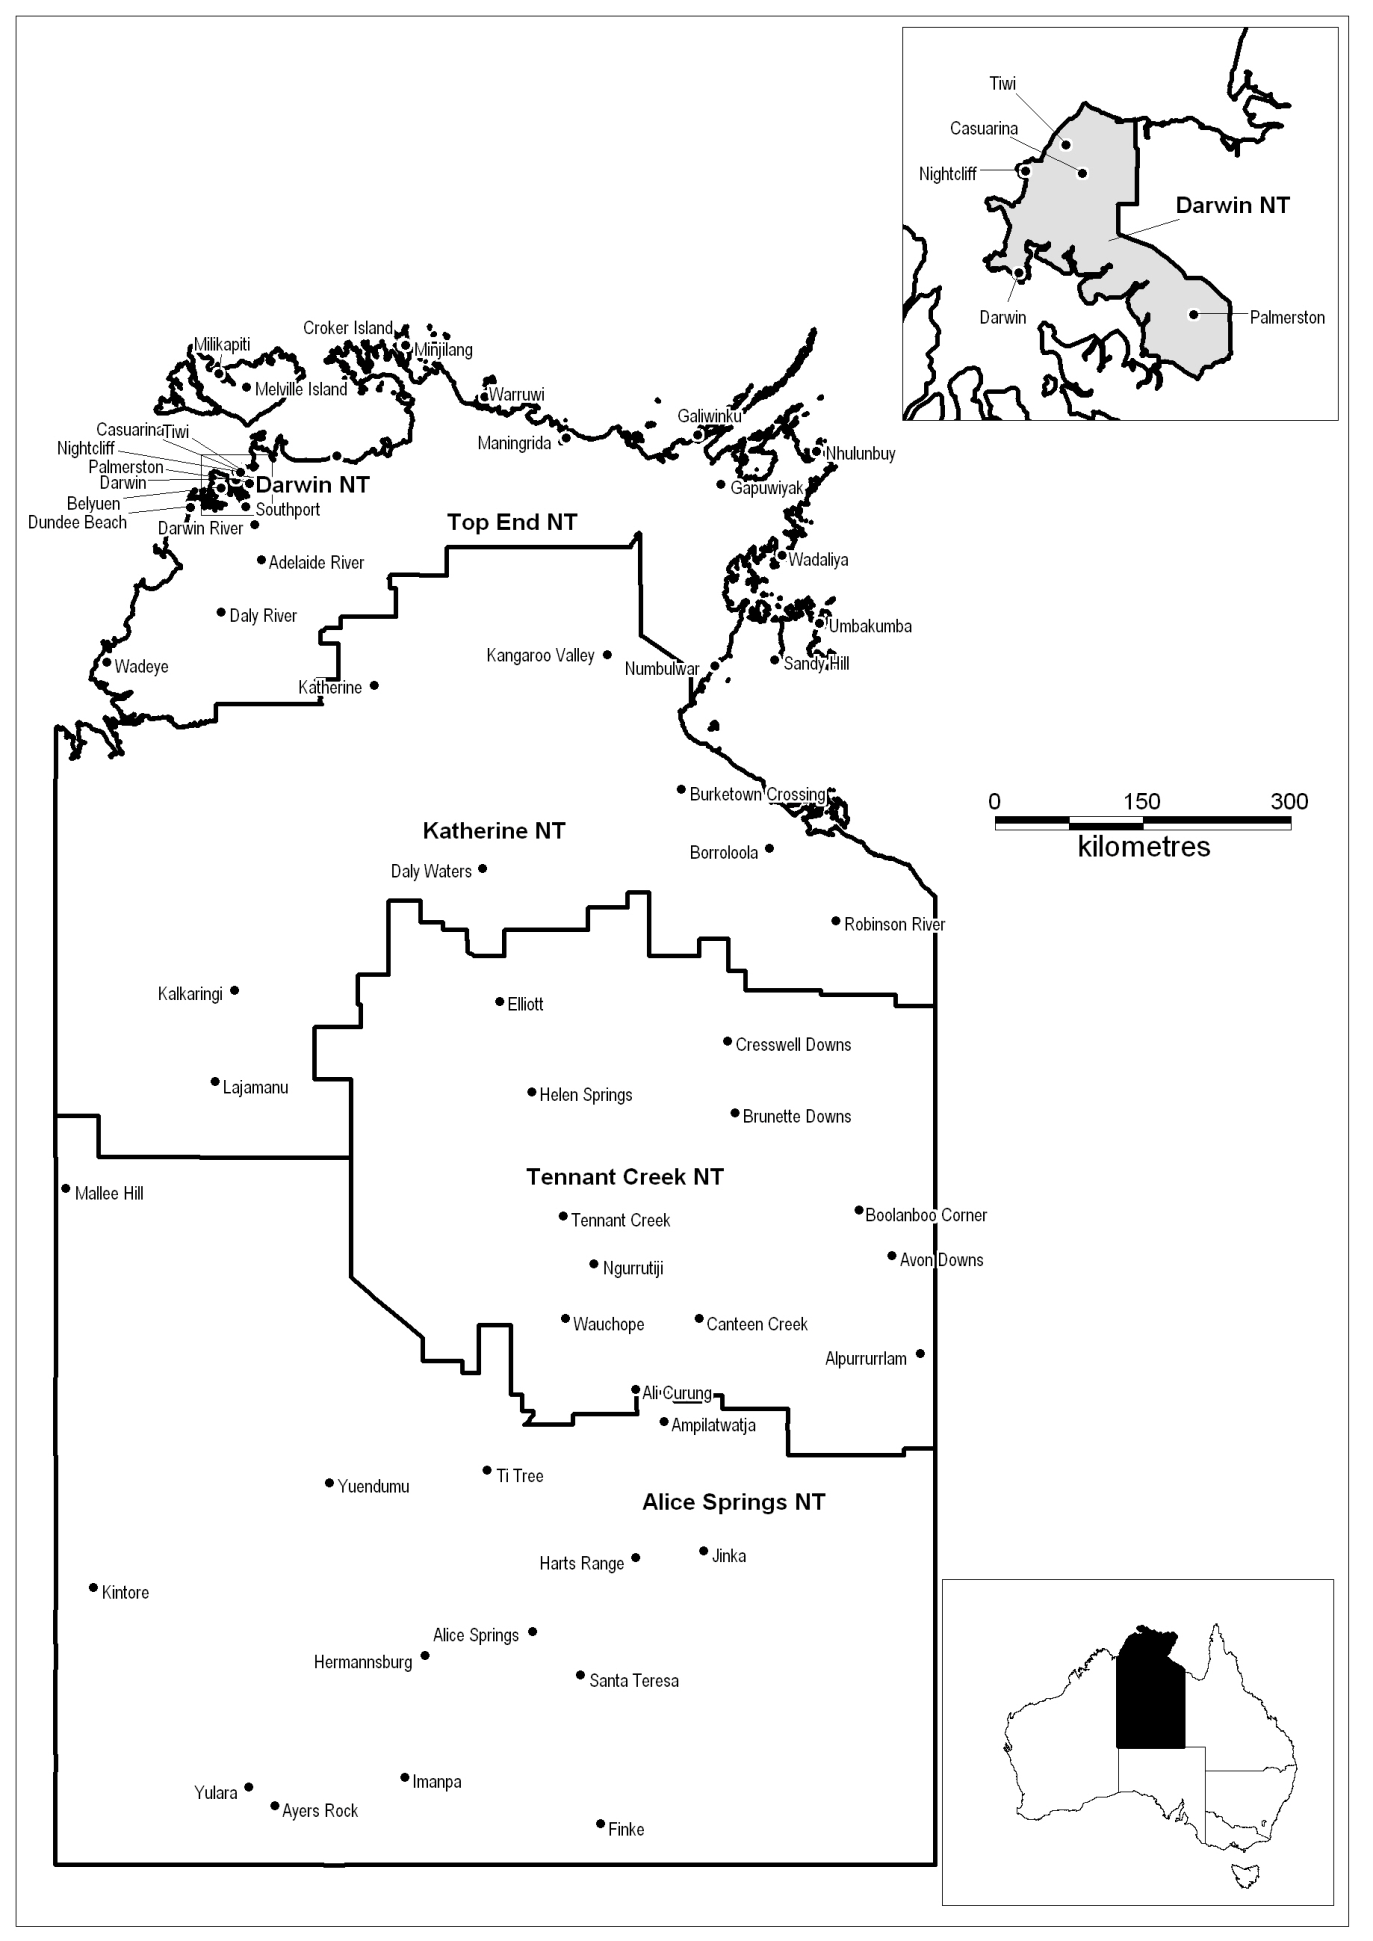 Tiwi
Casuarina
Nightcliff
Darwin NT
Darwin
Palmerston
Croker Island
Milikapiti
Minjilang
Melville Island
Warruwi
Galiwinku
Casuarina
Tiwi
Maningrida
Nightcliff
Nhulunbuy
Palmerston
Darwin
Darwin NT
Gapuwiyak
Belyuen
Southport
Dundee Beach
Darwin River
Top End NT
Adelaide River
Wadaliya
Daly River
Umbakumba
Kangaroo Valley
Numbulwar
Sandy Hill
Wadeye
Katherine
Burketown Crossing
0 150 300
kilometres
Katherine NT
Borroloola
Daly Waters
Robinson River
Kalkaringi
Elliott
Cresswell Downs
Lajamanu
Helen Springs
Brunette Downs
Tennant Creek NT
Mallee Hill
Tennant Creek
Boolanboo Corner
Avon Downs
Ngurrutiji
Wauchope
Canteen Creek
Alpurrurrlam
Ali Curung
Ampilatwatja
Ti Tree
Yuendumu
Alice Springs NT
Harts Range
Jinka
Kintore
Alice Springs
Hermannsburg
Santa Teresa
Imanpa
Yulara
Ayers Rock
Finke